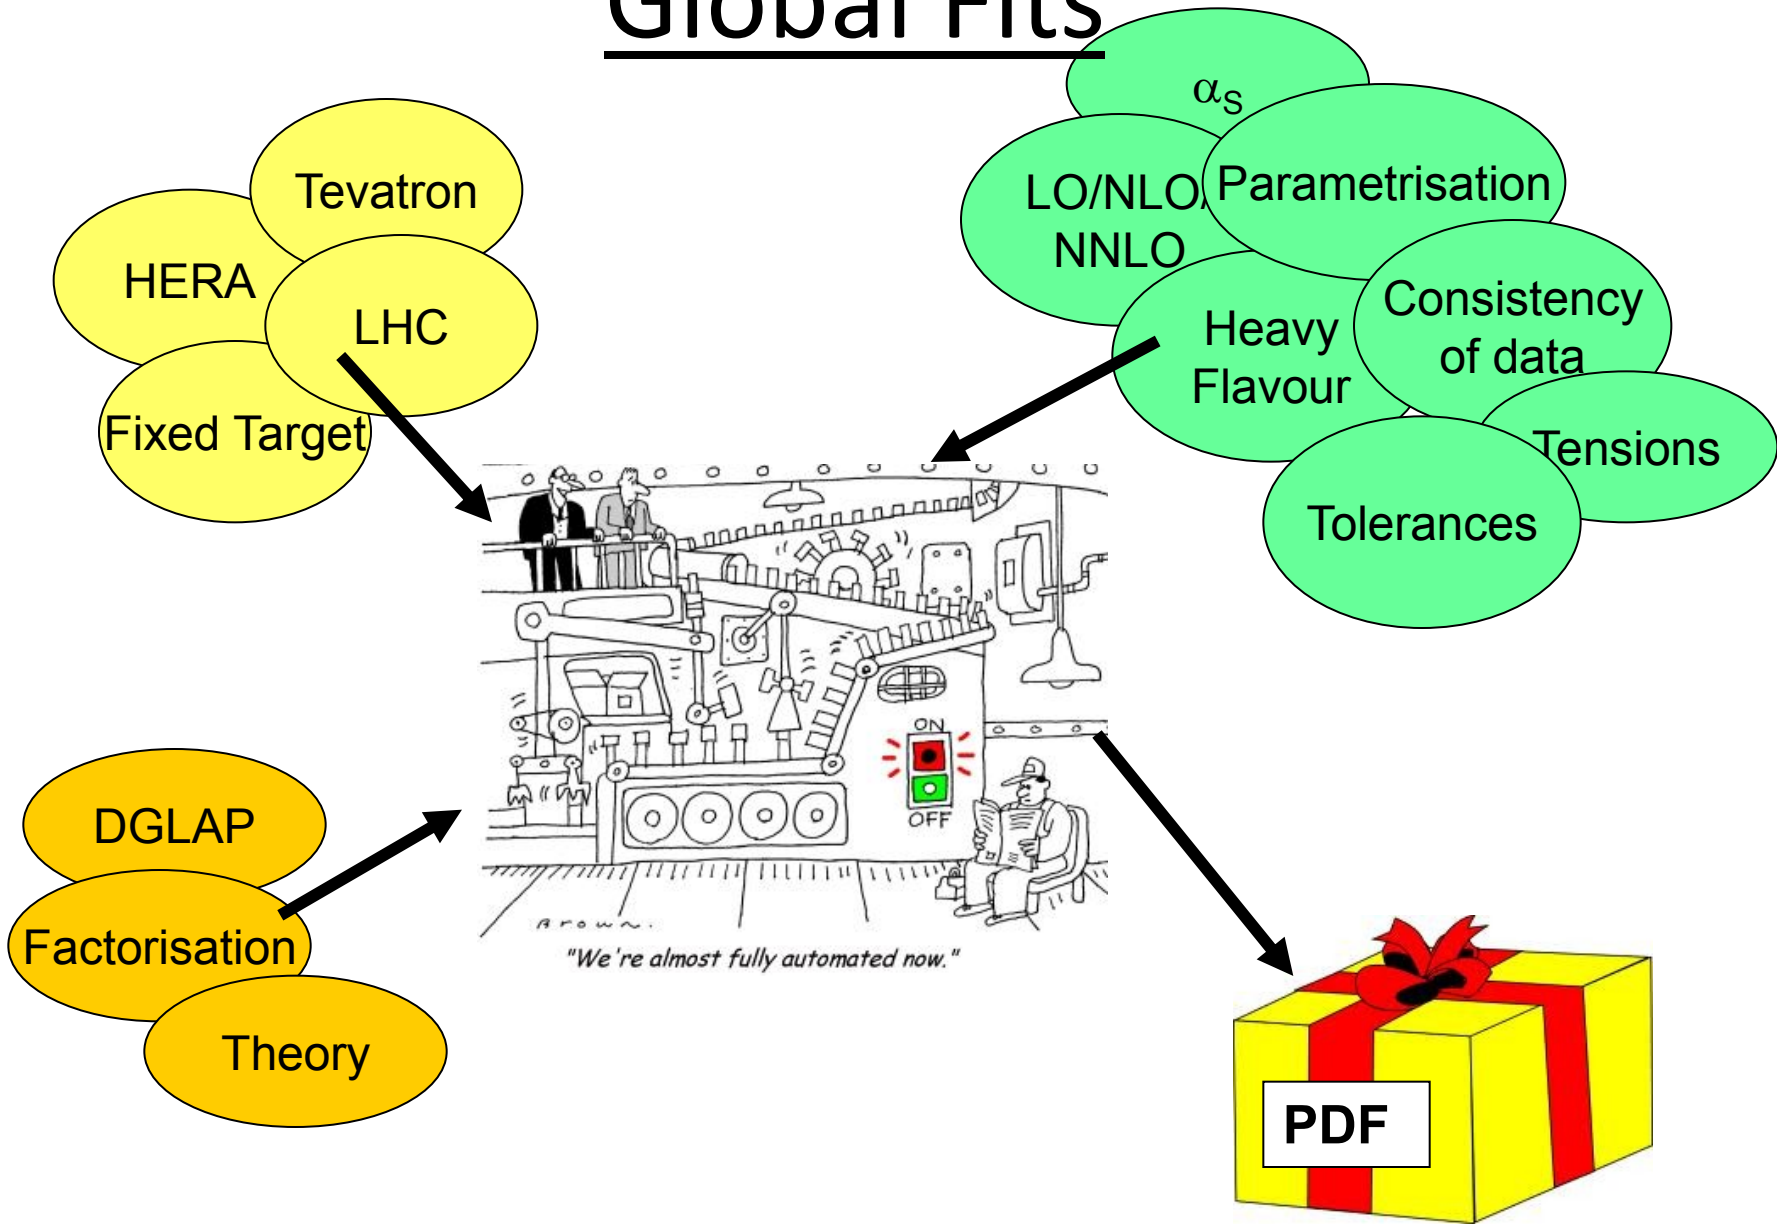 Global Fits
Tevatron
HERA
LHC
Fixed Target
αS
LO/NLO/
NNLO
Parametrisation
Heavy
Flavour
Consistency
of data
Tensions
Tolerances
DGLAP
Factorisation
Theory
ON
OFF
Brown.
"We're almost fully automated now."
PDF